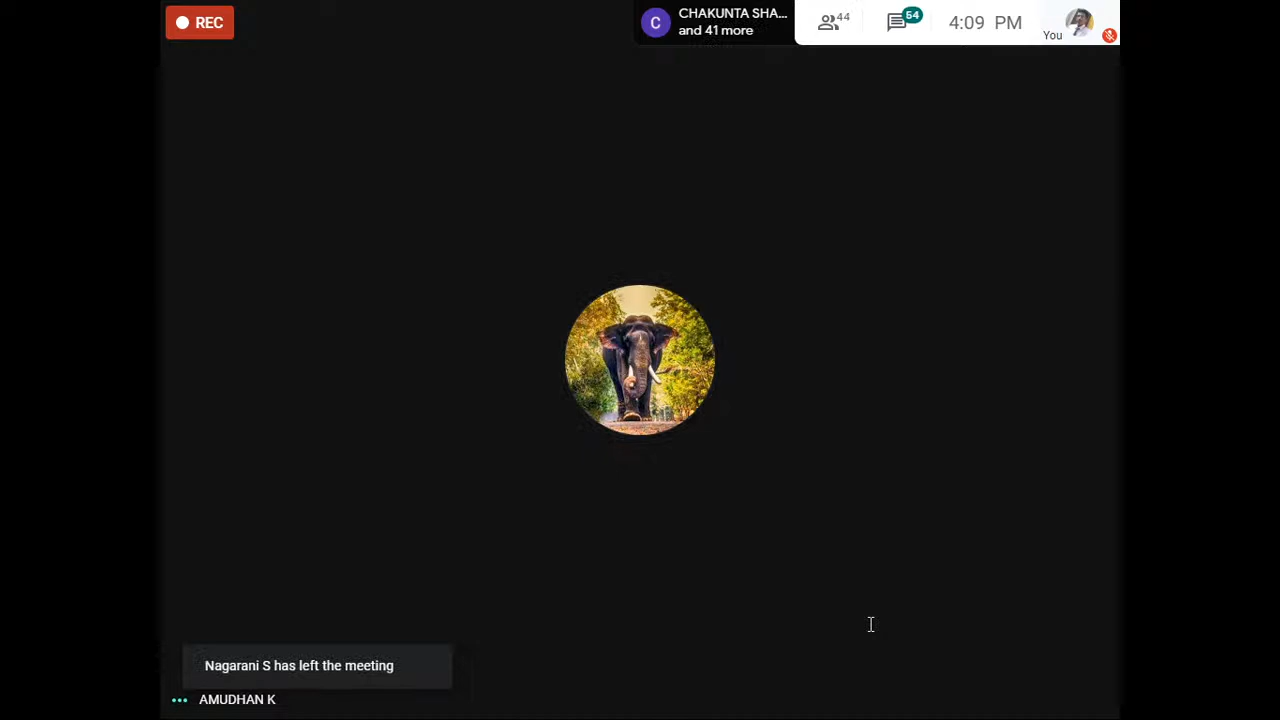 REC
C
CHAKUNTA SHA...
and 41 more
44
54
4:09 PM
You
Nagarani S has left the meeting
AMUDHAN K